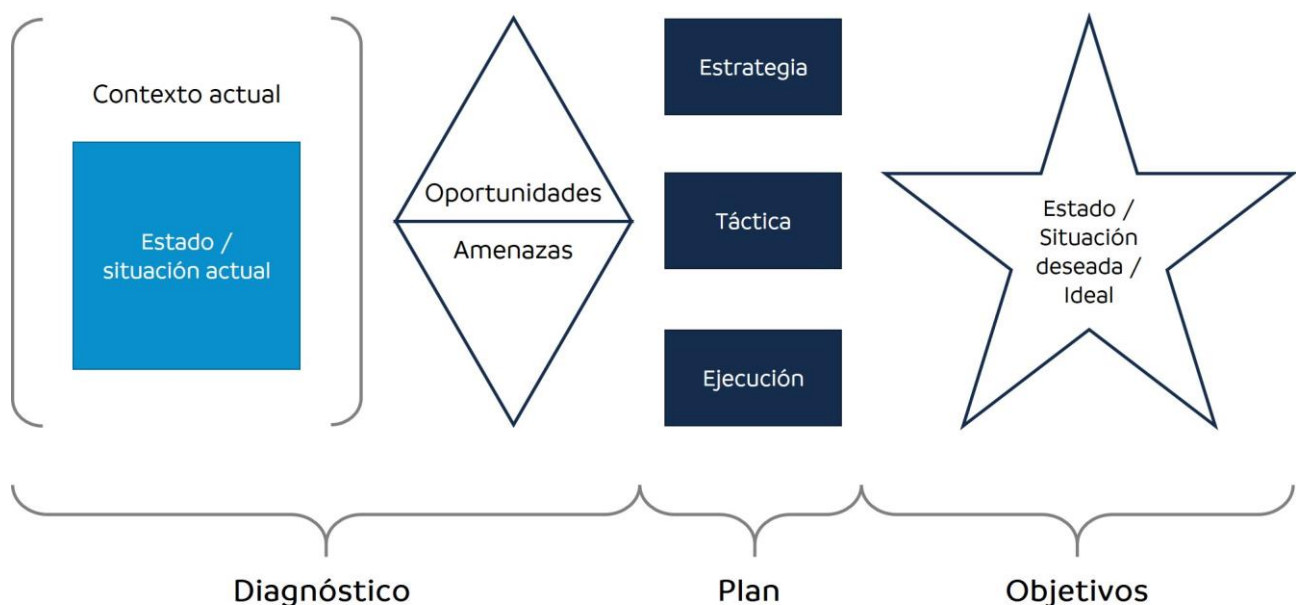 Contexto actual
Estado /
situación actual
Oportunidades
Amenazas
Estrategia
Táctica
Ejecución
Estado /
Situación
deseada /
Ideal
Diagnóstico
Plan
Objetivos